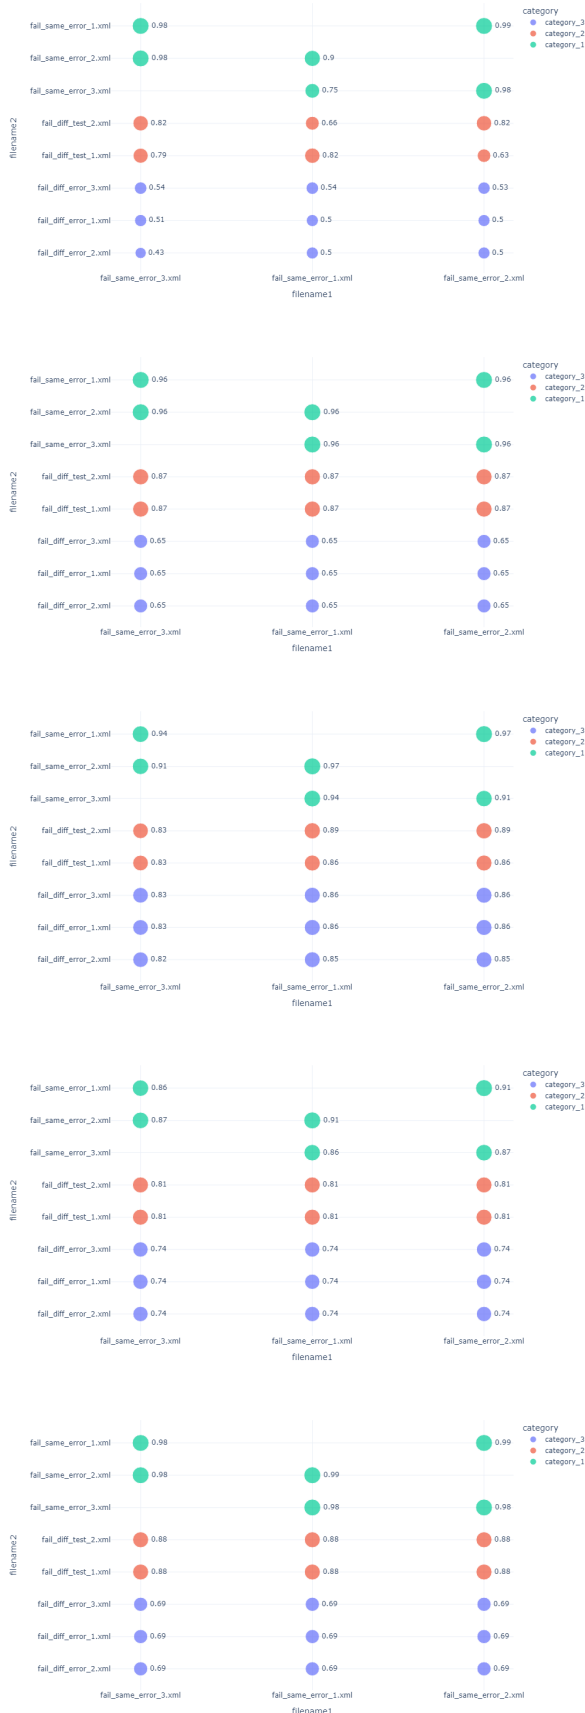 category
fail_same_error_1.xml 0.98 0.99 category_3
category_2
category_1
fail_same_error_2.xml 0.98 0.9
fail_same_error_3.xml 0.75 0.98
filename2
fail_diff_test_2.xml 0.82 0.66 0.82
fail_diff_test_1.xml 0.79 0.82 0.63
fail_diff_error_3.xml 0.54 0.54 0.53
fail_diff_error_1.xml 0.51 0.5 0.5
fail_diff_error_2.xml 0.43 0.5 0.5
fail_same_error_3.xml fail_same_error_1.xml fail_same_error_2.xml
filename1
category
fail_same_error_1.xml 0.96 0.96 category_3
category_2
category_1
fail_same_error_2.xml 0.96 0.96
fail_same_error_3.xml 0.96 0.96
filename2
fail_diff_test_2.xml 0.87 0.87 0.87
fail_diff_test_1.xml 0.87 0.87 0.87
fail_diff_error_3.xml 0.65 0.65 0.65
fail_diff_error_1.xml 0.65 0.65 0.65
fail_diff_error_2.xml 0.65 0.65 0.65
fail_same_error_3.xml fail_same_error_1.xml fail_same_error_2.xml
filename1
category
fail_same_error_1.xml 0.94 0.97 category_3
category_2
category_1
fail_same_error_2.xml 0.91 0.97
fail_same_error_3.xml 0.94 0.91
filename2
fail_diff_test_2.xml 0.83 0.89 0.89
fail_diff_test_1.xml 0.83 0.86 0.86
fail_diff_error_3.xml 0.83 0.86 0.86
fail_diff_error_1.xml 0.83 0.86 0.86
fail_diff_error_2.xml 0.82 0.85 0.85
fail_same_error_3.xml fail_same_error_1.xml fail_same_error_2.xml
filename1
category
fail_same_error_1.xml 0.86 0.91 category_3
category_2
category_1
fail_same_error_2.xml 0.87 0.91
fail_same_error_3.xml 0.86 0.87
filename2
fail_diff_test_2.xml 0.81 0.81 0.81
fail_diff_test_1.xml 0.81 0.81 0.81
fail_diff_error_3.xml 0.74 0.74 0.74
fail_diff_error_1.xml 0.74 0.74 0.74
fail_diff_error_2.xml 0.74 0.74 0.74
fail_same_error_3.xml fail_same_error_1.xml fail_same_error_2.xml
filename1
category
fail_same_error_1.xml 0.98 0.99 category_3
category_2
category_1
fail_same_error_2.xml 0.98 0.99
fail_same_error_3.xml 0.98 0.98
filename2
fail_diff_test_2.xml 0.88 0.88 0.88
fail_diff_test_1.xml 0.88 0.88 0.88
fail_diff_error_3.xml 0.69 0.69 0.69
fail_diff_error_1.xml 0.69 0.69 0.69
fail_diff_error_2.xml 0.69 0.69 0.69
fail_same_error_3.xml fail_same_error_1.xml fail_same_error_2.xml
filename1